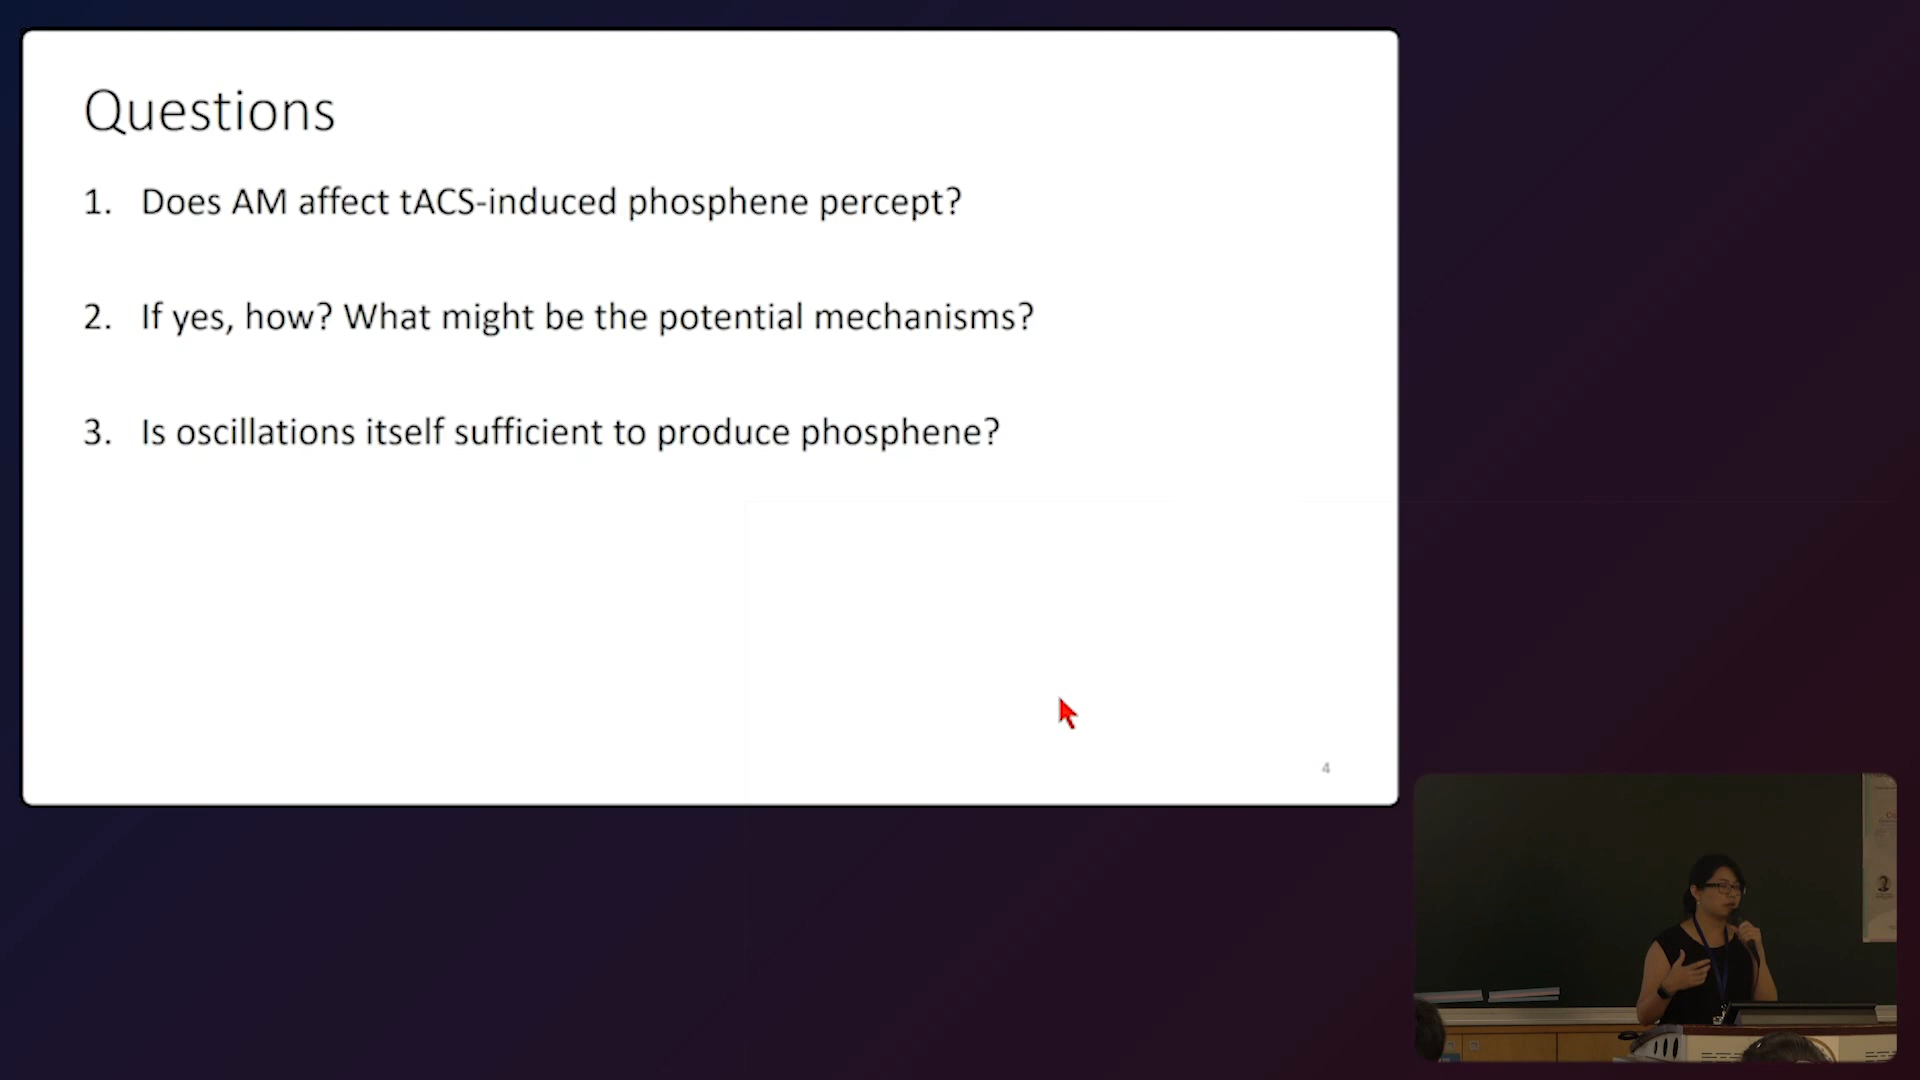 Questions
1. Does AM affect tACS-induced phosphene percept?
2. If yes, how? What might be the potential mechanisms?
3. Is oscillations itself sufficient to produce phosphene?
4